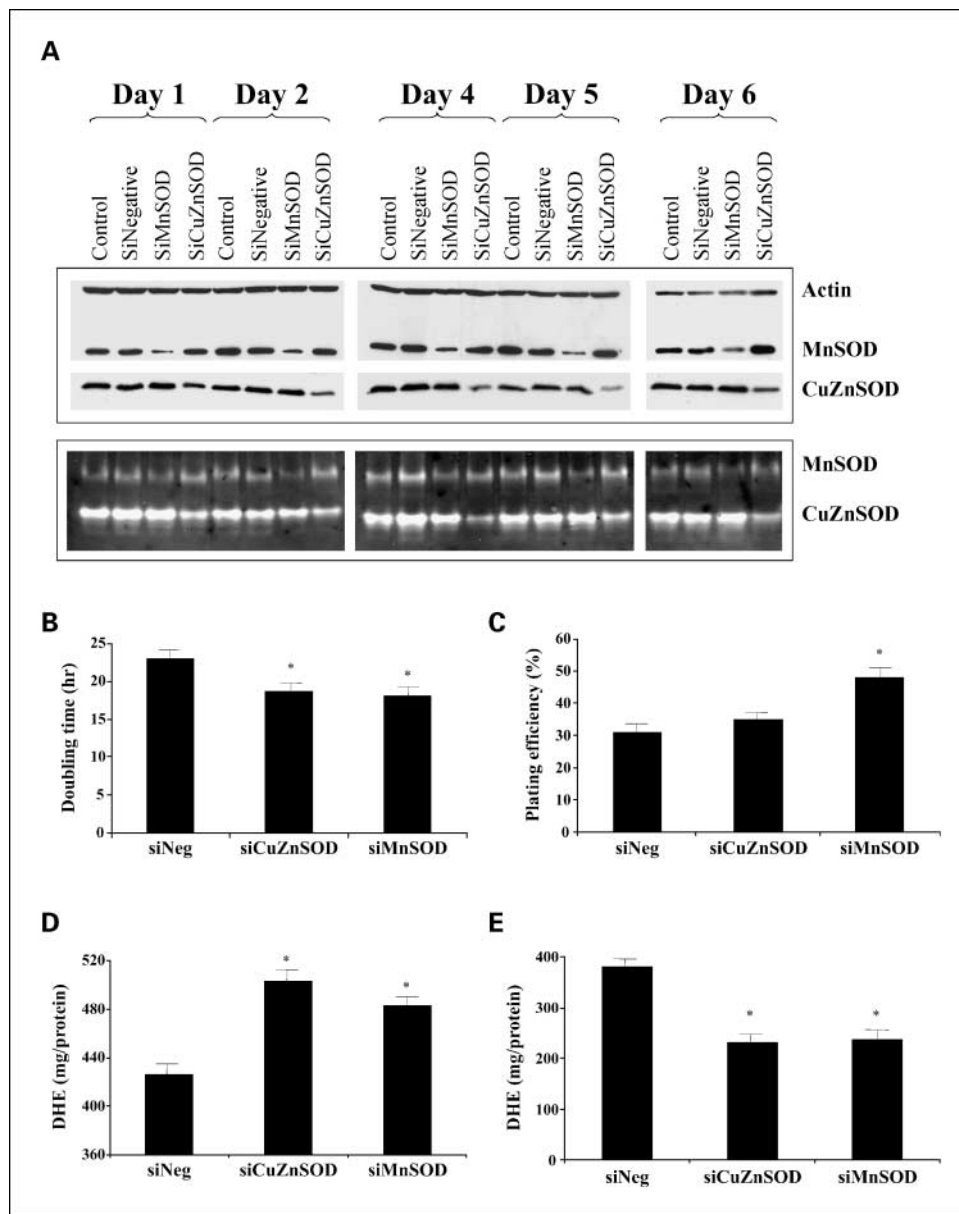 A
Day 1 Day 2 Day 4 Day 5 Day 6
Control SiNegative SiMnSOD SiCuZnSOD Control SiNegative SiMnSOD SiCuZnSOD Control SiNegative SiMnSOD SiCuZnSOD Control SiNegative SiMnSOD SiCuZnSOD Control SiNegative SiMnSOD SiCuZnSOD
Actin
MnSOD
CuZnSOD
MnSOD
CuZnSOD
B
Doubling time (hr)
25
20
15
10
5
0
* *
siNeg siCuZnSOD siMnSOD
C
Plating efficiency (%)
60
50
40
30
20
10
0
*
siNeg siCuZnSOD siMnSOD
D
DHE (mg/protein)
520
480
440
400
360
* *
siNeg siCuZnSOD siMnSOD
E
DHE (mg/protein)
400
300
200
100
0
* *
siNeg siCuZnSOD siMnSOD